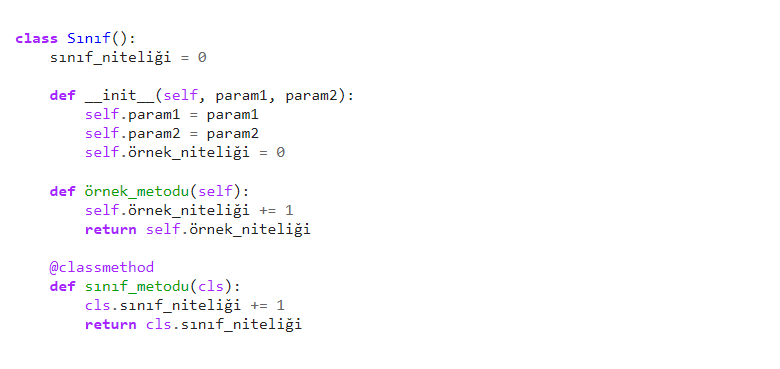 class Sınıf():
    sınıf_niteliği = 0

    def __init__(self, param1, param2):
        self.param1 = param1
        self.param2 = param2
        self.örnek_niteliği = 0

    def örnek_metodu(self):
        self.örnek_niteliği += 1
        return self.örnek_niteliği

    @classmethod
    def sınıf_metodu(cls):
        cls.sınıf_niteliği += 1
        return cls.sınıf_niteliği